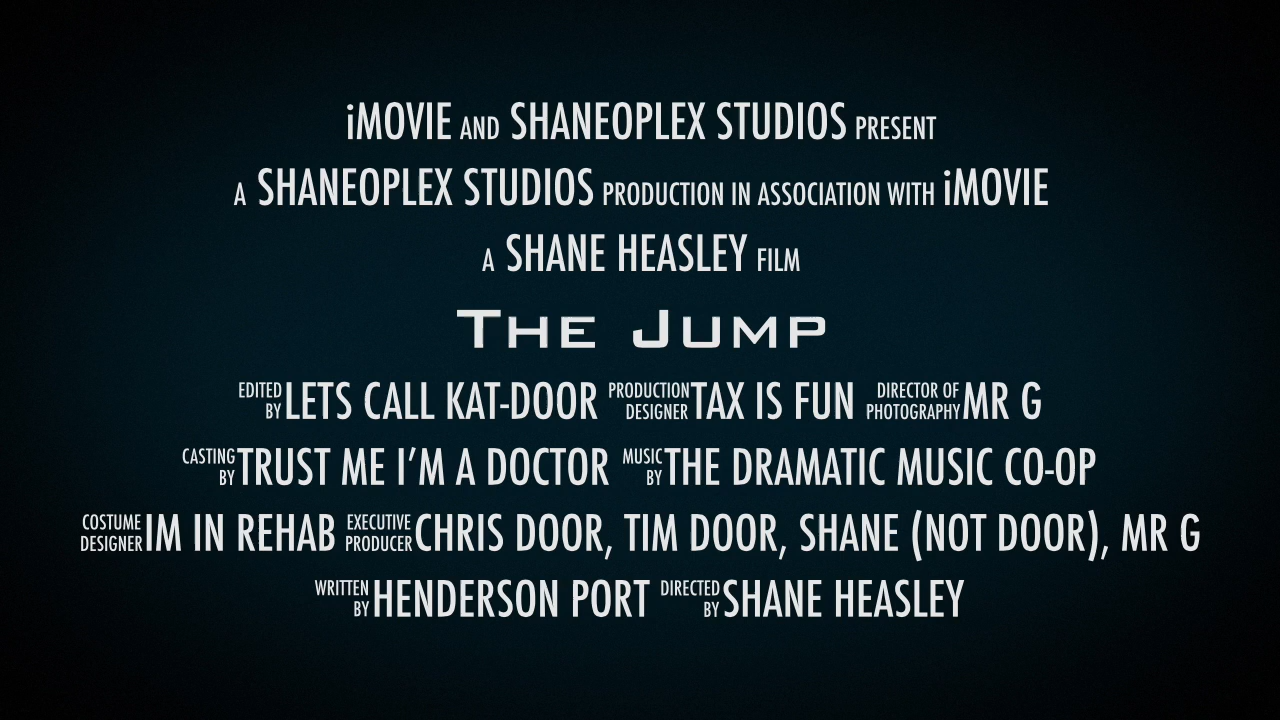 iMOVIE AND SHANEOPLEX STUDIOS PRESENT
A SHANEOPLEX STUDIOS PRODUCTION IN ASSOCIATION WITH iMOVIE
A SHANE HEASLEY FILM
THE JUMP
EDITED BY LETS CALL KAT-DOOR PRODUCTION DESIGNER TAX IS FUN DIRECTOR OF PHOTOGRAPHY MR G
CASTING BY TRUST ME I'M A DOCTOR MUSIC BY THE DRAMATIC MUSIC CO-OP
COSTUME DESIGNER IM IN REHAB EXECUTIVE PRODUCER CHRIS DOOR, TIM DOOR, SHANE (NOT DOOR), MR G
WRITTEN BY HENDERSON PORT DIRECTED BY SHANE HEASLEY